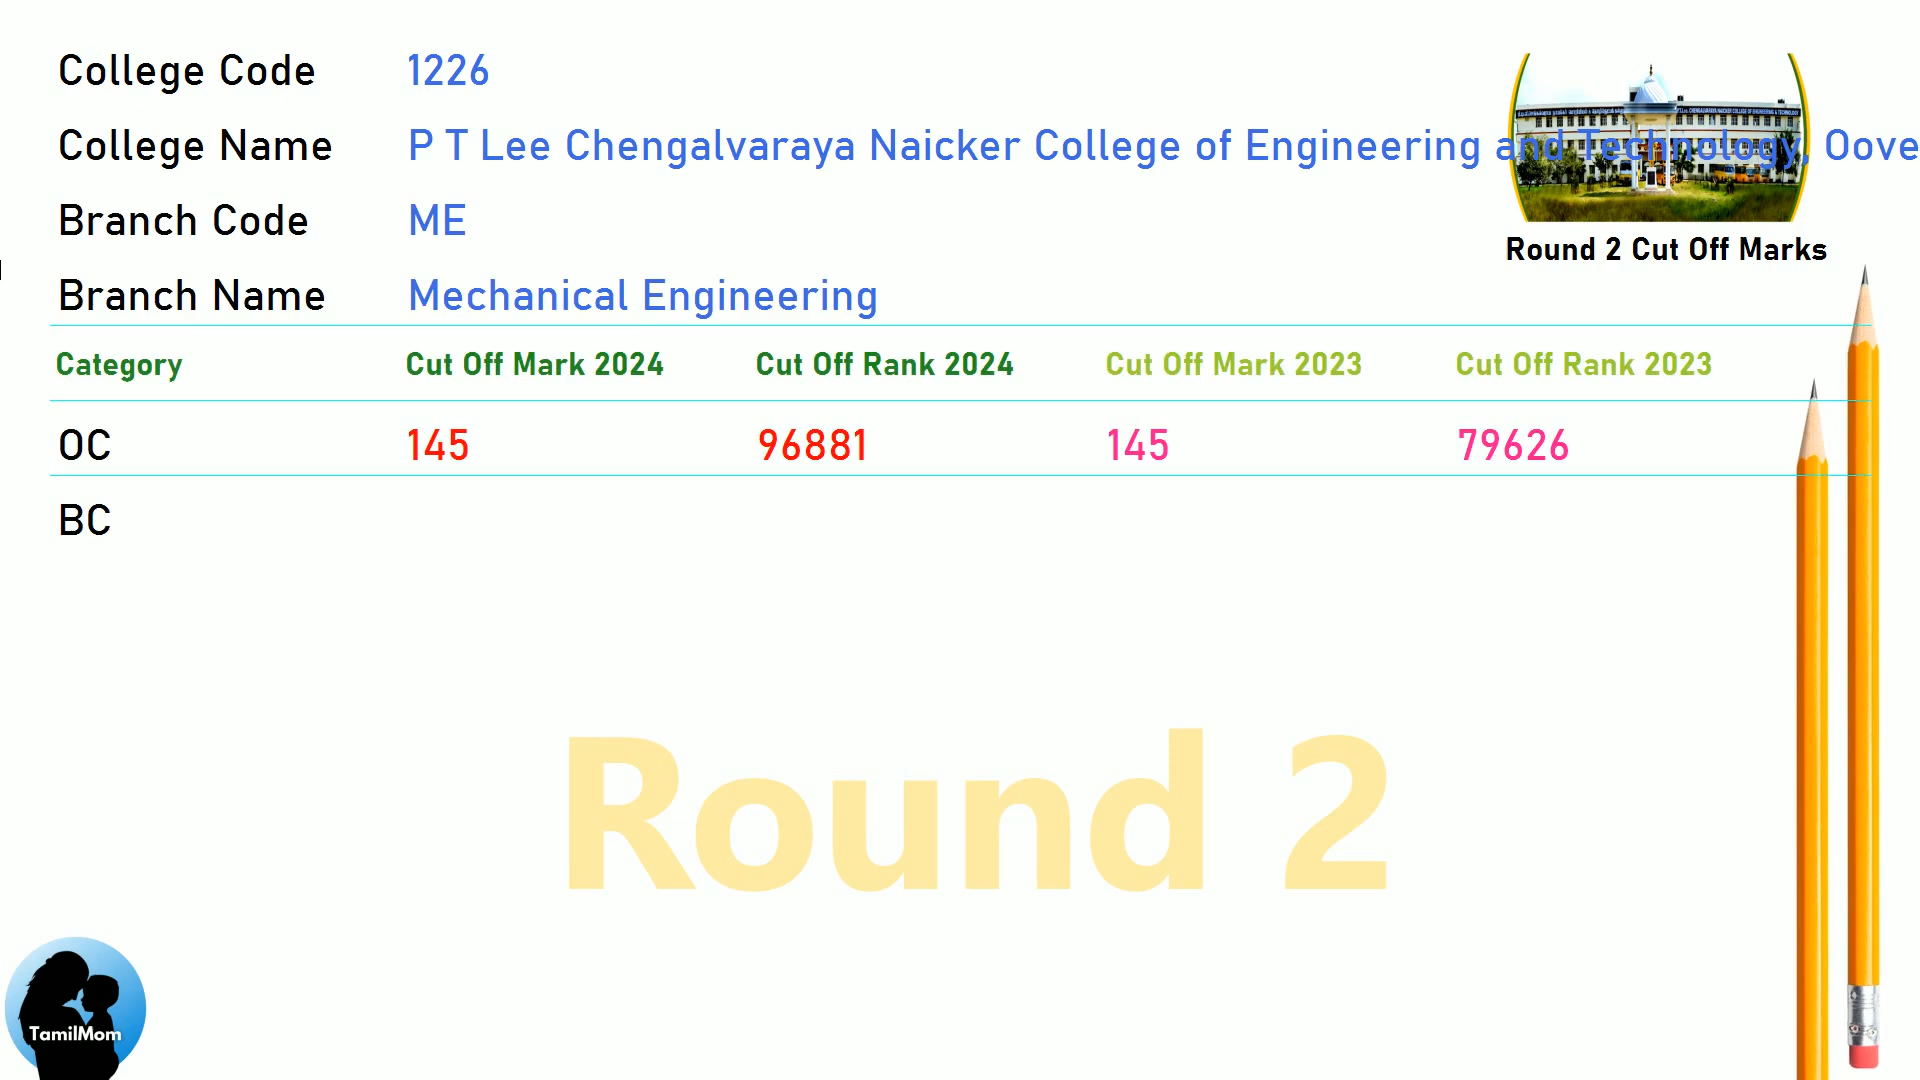 College Code 1226
College Name P T Lee Chengalvaraya Naicker College of Engineering and Technology, Oove
Branch Code ME
Round 2 Cut Off Marks
Branch Name Mechanical Engineering
Category Cut Off Mark 2024 Cut Off Rank 2024 Cut Off Mark 2023 Cut Off Rank 2023
OC 145 96881 145 79626
BC
Round 2
TamilMom